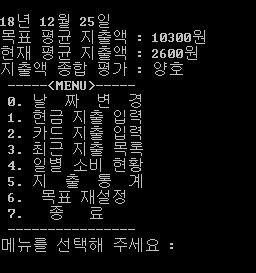 18년 12월 25일
목표 평균 지출액 : 10300원
현재 평균 지출액 : 2600원
지출액 종합 평가 : 양호
-----<MENU>-----
0. 날 짜 변 경
1. 현금 지출 입력
2. 카드 지출 입력
3. 최근 지출 목록
4. 일별 소비 현황
5. 지 출 통 계
6. 목표 재설정
7. 종 료
----------------
메뉴를 선택해 주세요 :